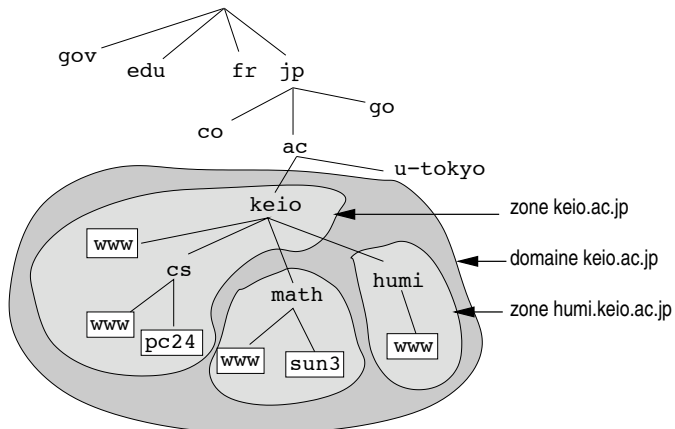 gov
edu
fr
jp
co
go
ac
u-tokyo
keio
zone keio.ac.jp
www
domaine keio.ac.jp
cs
humi
math
zone humi.keio.ac.jp
www
pc24
www
sun3
www